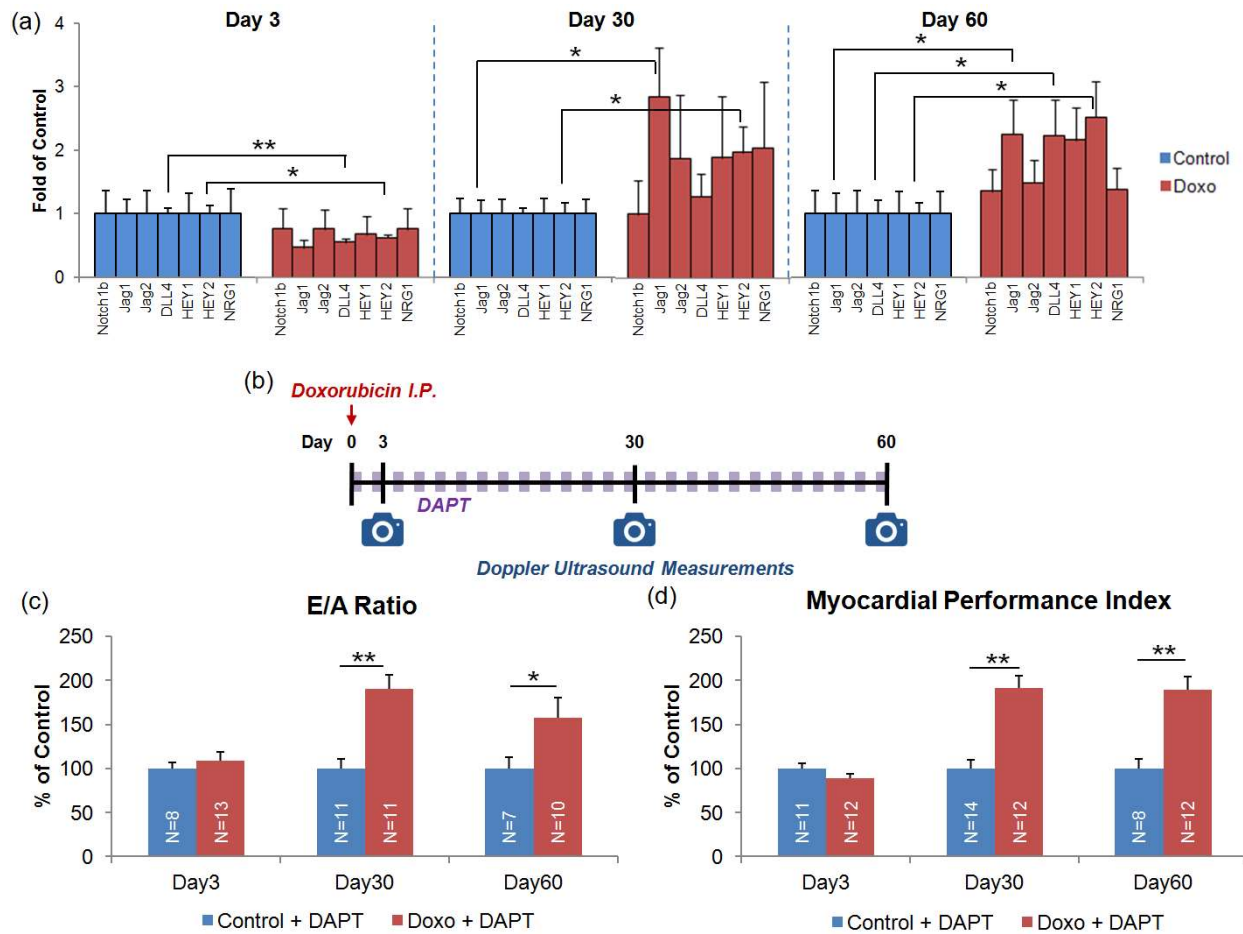 (a)
Day 3
Day 30
Day 60
Fold of Control
4
3
2
1
0
**
*
*
*
*
*
*
Control
Doxo
Notch1b
Jag1
Jag2
DLL4
HEY1
HEY2
NRG1
Notch1b
Jag1
Jag2
DLL4
HEY1
HEY2
NRG1
Notch1b
Jag1
Jag2
DLL4
HEY1
HEY2
NRG1
Notch1b
Jag1
Jag2
DLL4
HEY1
HEY2
NRG1
Notch1b
Jag1
Jag2
DLL4
HEY1
HEY2
NRG1
Notch1b
Jag1
Jag2
DLL4
HEY1
HEY2
NRG1
(b)
Doxorubicin I.P.
Day 0 3 30 60
DAPT
Doppler Ultrasound Measurements
(c)
E/A Ratio
% of Control
250
200
150
100
50
0
**
*
N=8
N=13
N=11
N=11
N=7
N=10
Day3 Day30 Day60
Control + DAPT Doxo + DAPT
(d)
Myocardial Performance Index
% of Control
250
200
150
100
50
0
**
**
N=11
N=12
N=14
N=12
N=8
N=12
Day3 Day30 Day60
Control + DAPT Doxo + DAPT